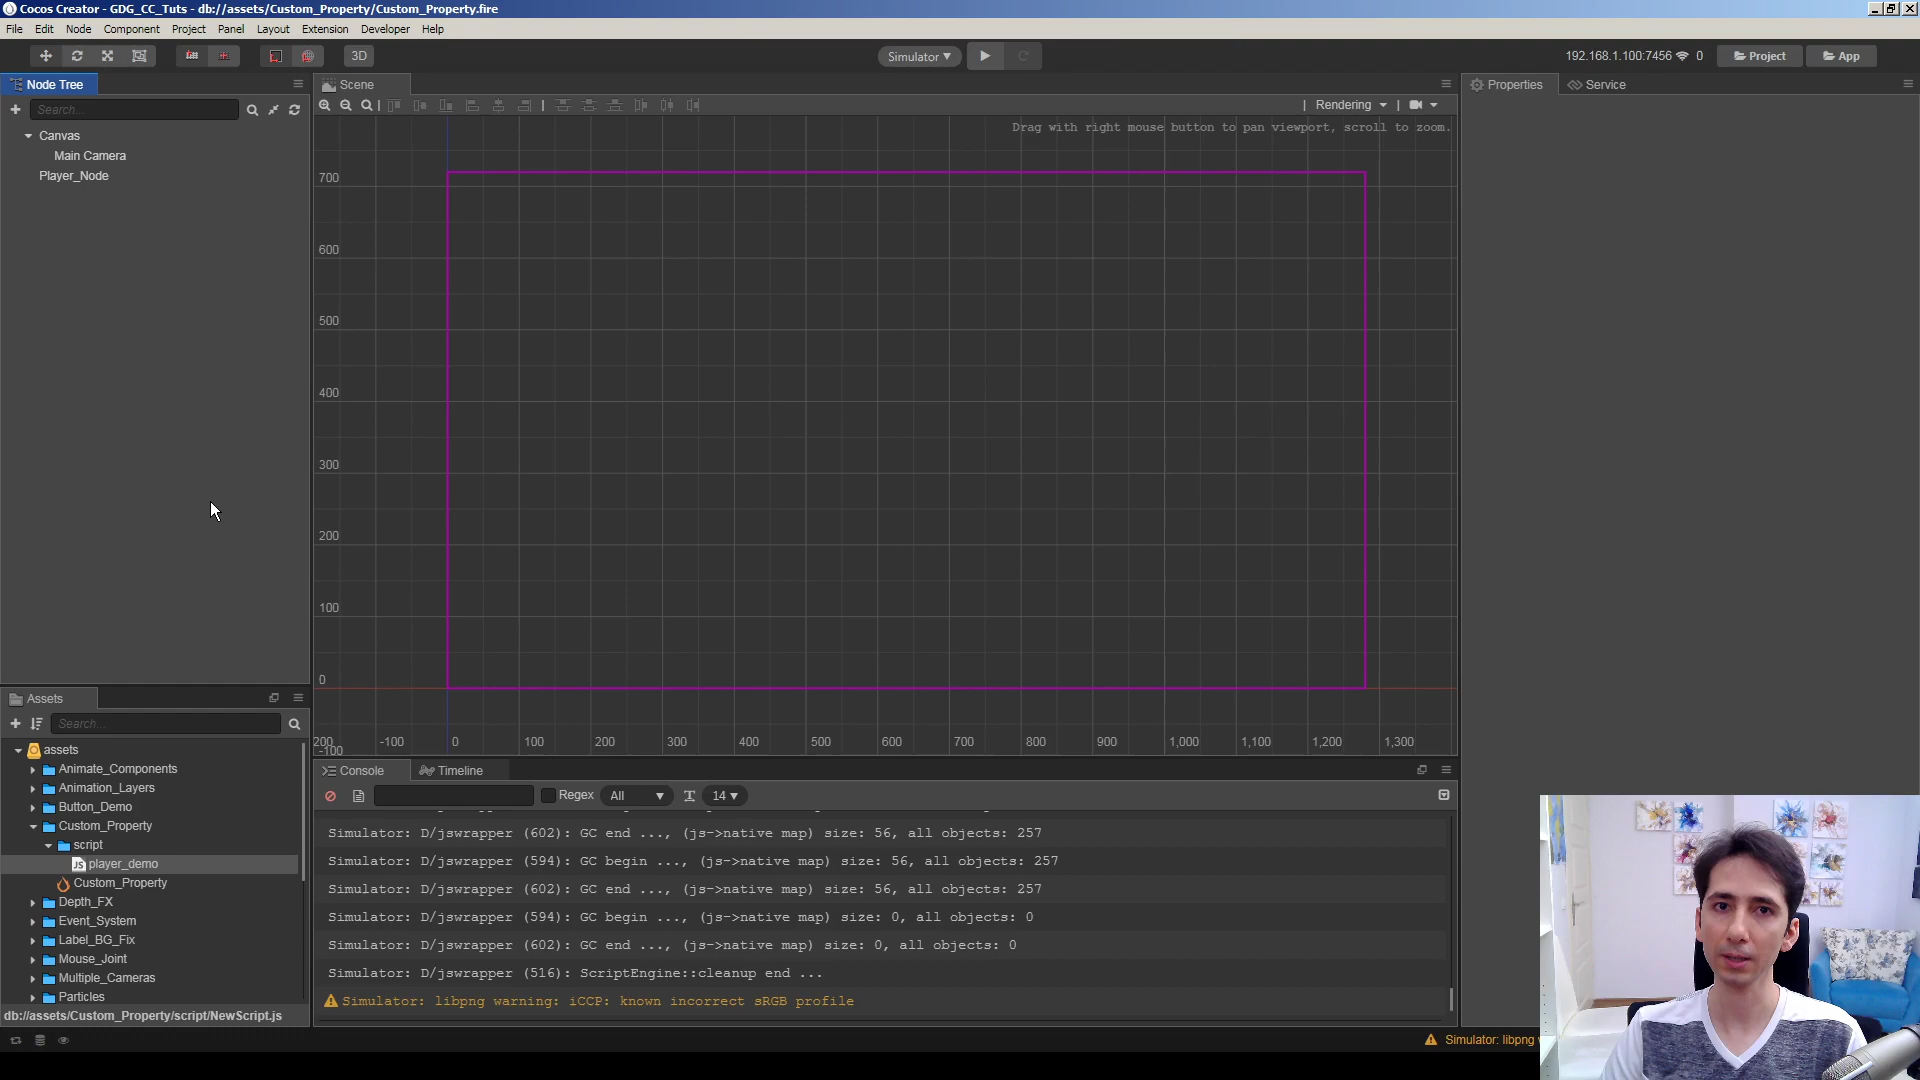 Cocos Creator - GDG_CC_Tuts - db://assets/Custom_Property/Custom_Property.fire
File Edit Node Component Project Panel Layout Extension Developer Help
3D
Simulator ▾
192.168.1.100:7456 0
Project
App
Node Tree
Search...
Canvas
Main Camera
Player_Node
Scene
Rendering
Drag with right mouse button to pan viewport, scroll to zoom.
700
600
500
400
300
200
100
0
-100
200 -100 0 100 200 300 400 500 600 700 800 900 1,000 1,100 1,200 1,300
Properties
Service
Assets
Search...
assets
Animate_Components
Animation_Layers
Button_Demo
Custom_Property
script
JS player_demo
Custom_Property
Depth_FX
Event_System
Label_BG_Fix
Mouse_Joint
Multiple_Cameras
Particles
db://assets/Custom_Property/script/NewScript.js
Console
Timeline
Regex All 14
Simulator: D/jswrapper (602): GC end ..., (js->native map) size: 56, all objects: 257
Simulator: D/jswrapper (594): GC begin ..., (js->native map) size: 56, all objects: 257
Simulator: D/jswrapper (602): GC end ..., (js->native map) size: 56, all objects: 257
Simulator: D/jswrapper (594): GC begin ..., (js->native map) size: 0, all objects: 0
Simulator: D/jswrapper (602): GC end ..., (js->native map) size: 0, all objects: 0
Simulator: D/jswrapper (516): ScriptEngine::cleanup end ...
Simulator: libpng warning: iCCP: known incorrect sRGB profile
Simulator: libpng